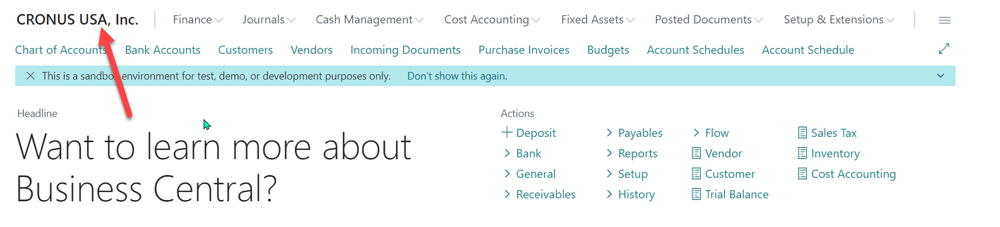 CRONUS USA, Inc. Finance Journals Cash Management Cost Accounting Fixed Assets Posted Documents Setup & Extensions
Chart of Accounts Bank Accounts Customers Vendors Incoming Documents Purchase Invoices Budgets Account Schedules Account Schedule
This is a sandbox environment for test, demo, or development purposes only. Don't show this again.
Headline
Want to learn more about
Business Central?
Actions
Deposit Payables Flow Sales Tax
Bank Reports Vendor Inventory
General Setup Customer Cost Accounting
Receivables History Trial Balance